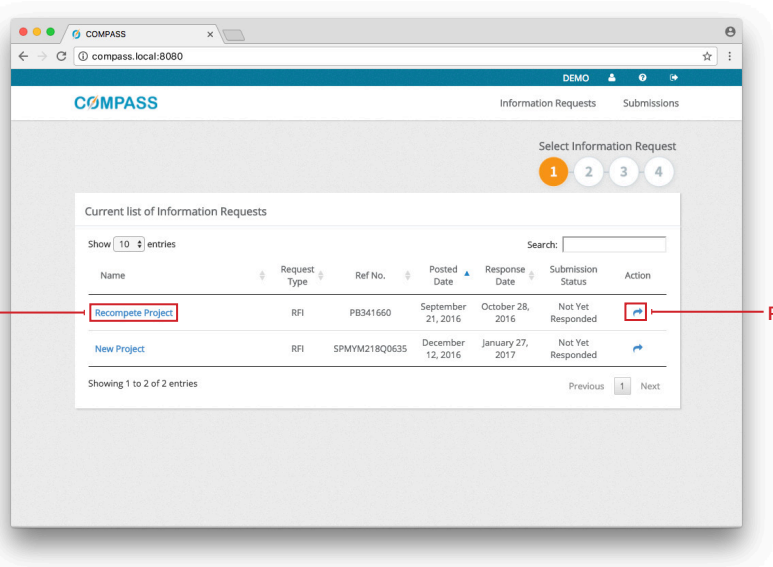 COMPASS
compass.local:8080
DEMO
COMPASS
Information Requests Submissions
Select Information Request
1 2 3 4
Current list of Information Requests
Show 10 entries
Search:
Name Request Type Ref No. Posted Date Response Date Submission Status Action
Recompete Project RFI PB341660 September 21, 2016 October 28, 2016 Not Yet Responded
New Project RFI SPMYM218Q0635 December 12, 2016 January 27, 2017 Not Yet Responded
Showing 1 to 2 of 2 entries
Previous 1 Next